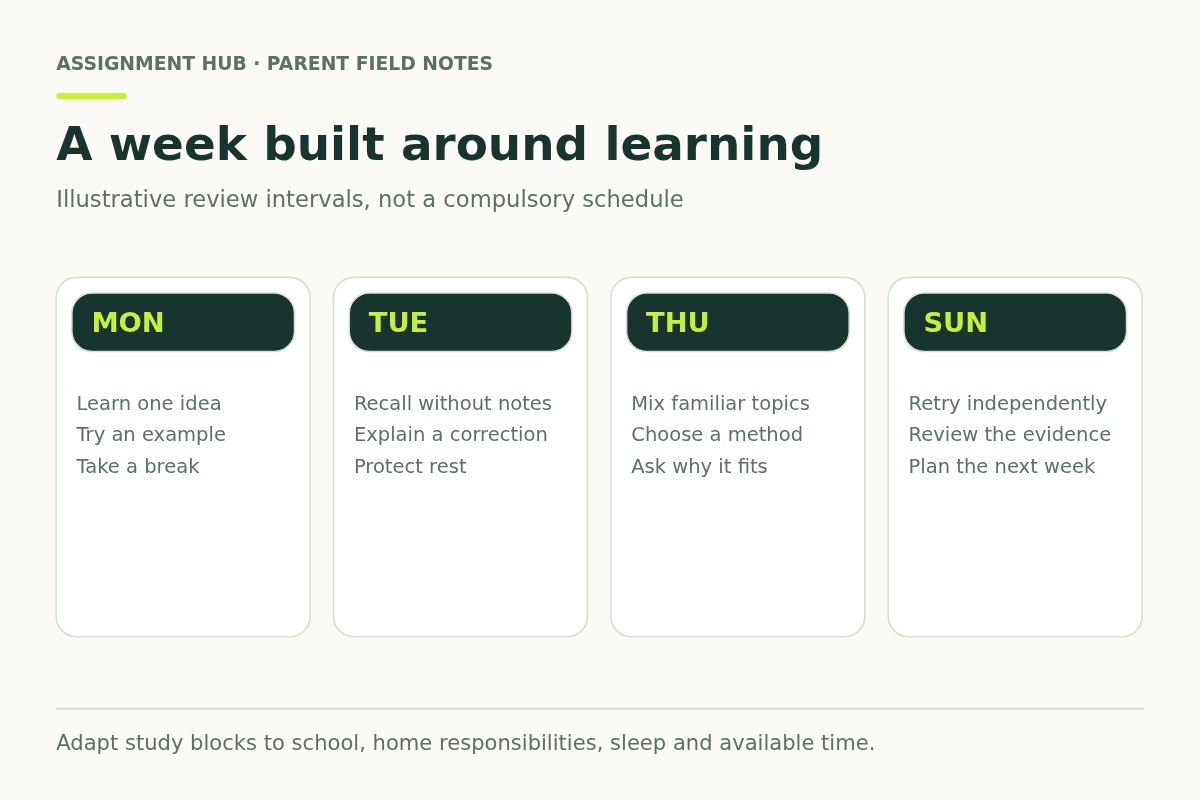 ASSIGNMENT HUB · PARENT FIELD NOTES
A week built around learning
Illustrative review intervals, not a compulsory schedule
MON
Learn one idea
Try an example
Take a break
TUE
Recall without notes
Explain a correction
Protect rest
THU
Mix familiar topics
Choose a method
Ask why it fits
SUN
Retry independently
Review the evidence
Plan the next week
Adapt study blocks to school, home responsibilities, sleep and available time.